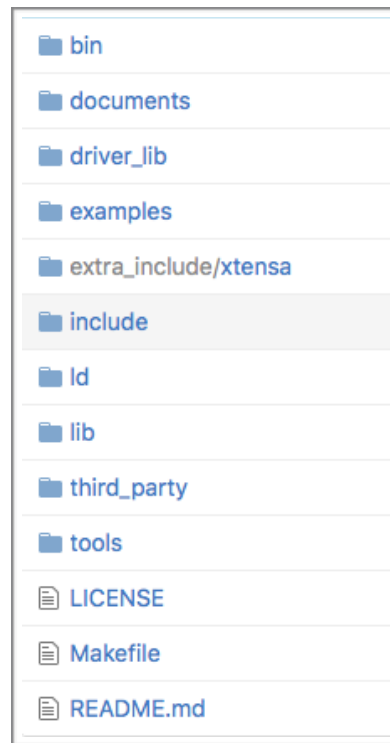 bin
documents
driver_lib
examples
extra_include/xtensa
include
ld
lib
third_party
tools
LICENSE
Makefile
README.md